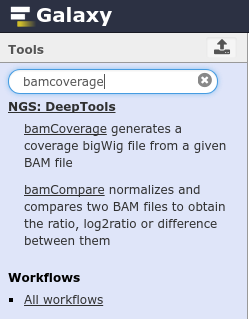 Galaxy
Tools
bamcoverage
NGS: DeepTools
bamCoverage generates a
coverage bigWig file from a given
BAM file
bamCompare normalizes and
compares two BAM files to obtain
the ratio, log2ratio or difference
between them
Workflows
All workflows